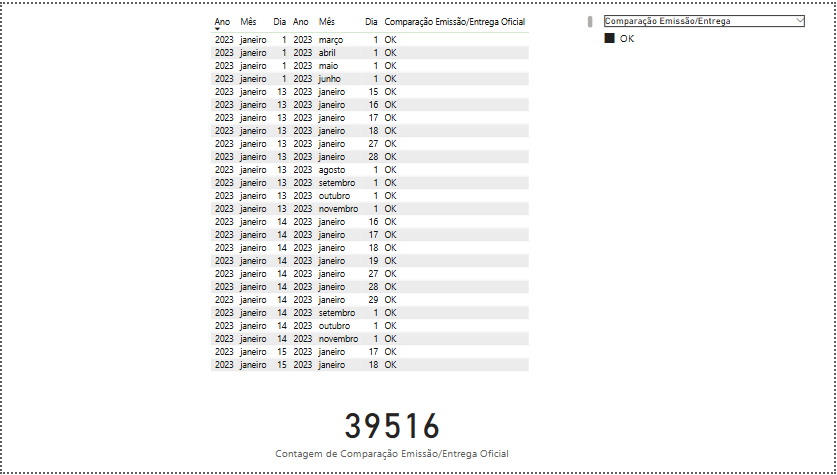 Ano Mês Dia Ano Mês Dia Comparação Emissão/Entrega Oficial
2023 janeiro 1 2023 março 1 OK
2023 janeiro 1 2023 abril 1 OK
2023 janeiro 1 2023 maio 1 OK
2023 janeiro 1 2023 junho 1 OK
2023 janeiro 13 2023 janeiro 15 OK
2023 janeiro 13 2023 janeiro 16 OK
2023 janeiro 13 2023 janeiro 17 OK
2023 janeiro 13 2023 janeiro 18 OK
2023 janeiro 13 2023 janeiro 27 OK
2023 janeiro 13 2023 janeiro 28 OK
2023 janeiro 13 2023 agosto 1 OK
2023 janeiro 13 2023 setembro 1 OK
2023 janeiro 13 2023 outubro 1 OK
2023 janeiro 13 2023 novembro 1 OK
2023 janeiro 14 2023 janeiro 16 OK
2023 janeiro 14 2023 janeiro 17 OK
2023 janeiro 14 2023 janeiro 18 OK
2023 janeiro 14 2023 janeiro 19 OK
2023 janeiro 14 2023 janeiro 27 OK
2023 janeiro 14 2023 janeiro 28 OK
2023 janeiro 14 2023 janeiro 29 OK
2023 janeiro 14 2023 setembro 1 OK
2023 janeiro 14 2023 outubro 1 OK
2023 janeiro 14 2023 novembro 1 OK
2023 janeiro 15 2023 janeiro 17 OK
2023 janeiro 15 2023 janeiro 18 OK
39516
Contagem de Comparação Emissão/Entrega Oficial
Comparação Emissão/Entrega
OK